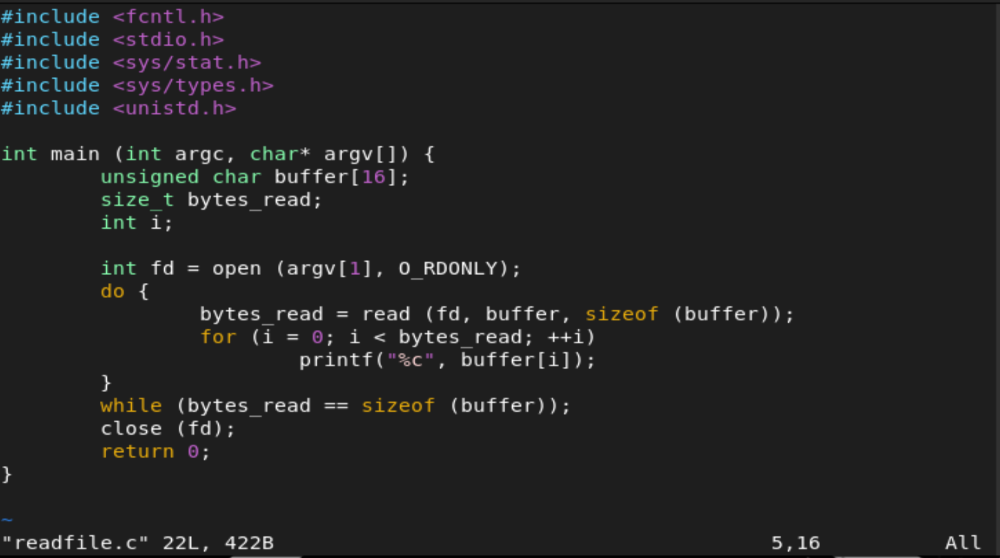 #include <fcntl.h>
#include <stdio.h>
#include <sys/stat.h>
#include <sys/types.h>
#include <unistd.h>

int main (int argc, char* argv[]) {
        unsigned char buffer[16];
        size_t bytes_read;
        int i;

        int fd = open (argv[1], O_RDONLY);
        do {
                bytes_read = read (fd, buffer, sizeof (buffer));
                for (i = 0; i < bytes_read; ++i)
                        printf("%c", buffer[i]);
        }
        while (bytes_read == sizeof (buffer));
        close (fd);
        return 0;
}

~
"readfile.c" 22L, 422B 5,16 All